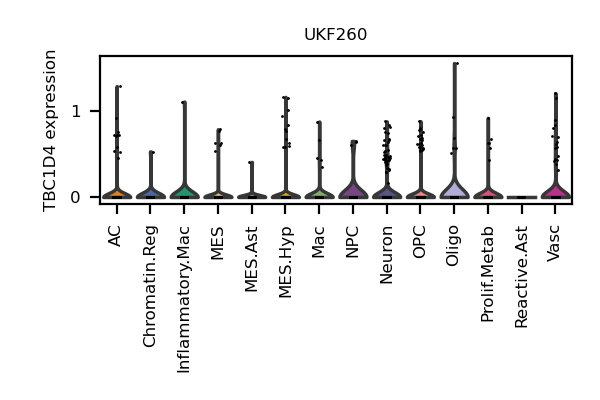 UKF260
TBC1D4 expression
1
0
AC
Chromatin.Reg
Inflammatory.Mac
MES
MES.Ast
MES.Hyp
Mac
NPC
Neuron
OPC
Oligo
Prolif.Metab
Reactive.Ast
Vasc